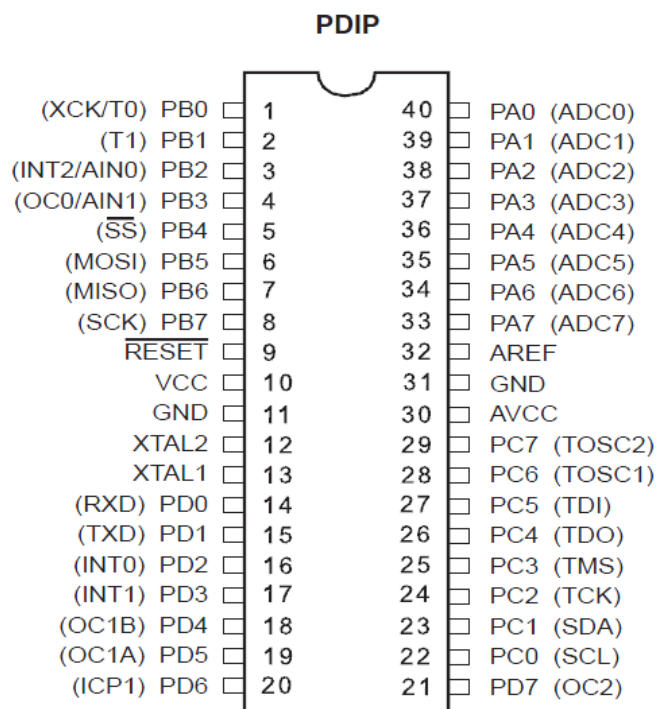 PDIP
(XCK/T0) PB0 1 40 PA0 (ADC0)
(T1) PB1 2 39 PA1 (ADC1)
(INT2/AIN0) PB2 3 38 PA2 (ADC2)
(OC0/AIN1) PB3 4 37 PA3 (ADC3)
(SS) PB4 5 36 PA4 (ADC4)
(MOSI) PB5 6 35 PA5 (ADC5)
(MISO) PB6 7 34 PA6 (ADC6)
(SCK) PB7 8 33 PA7 (ADC7)
RESET 9 32 AREF
VCC 10 31 GND
GND 11 30 AVCC
XTAL2 12 29 PC7 (TOSC2)
XTAL1 13 28 PC6 (TOSC1)
(RXD) PD0 14 27 PC5 (TDI)
(TXD) PD1 15 26 PC4 (TDO)
(INT0) PD2 16 25 PC3 (TMS)
(INT1) PD3 17 24 PC2 (TCK)
(OC1B) PD4 18 23 PC1 (SDA)
(OC1A) PD5 19 22 PC0 (SCL)
(ICP1) PD6 20 21 PD7 (OC2)